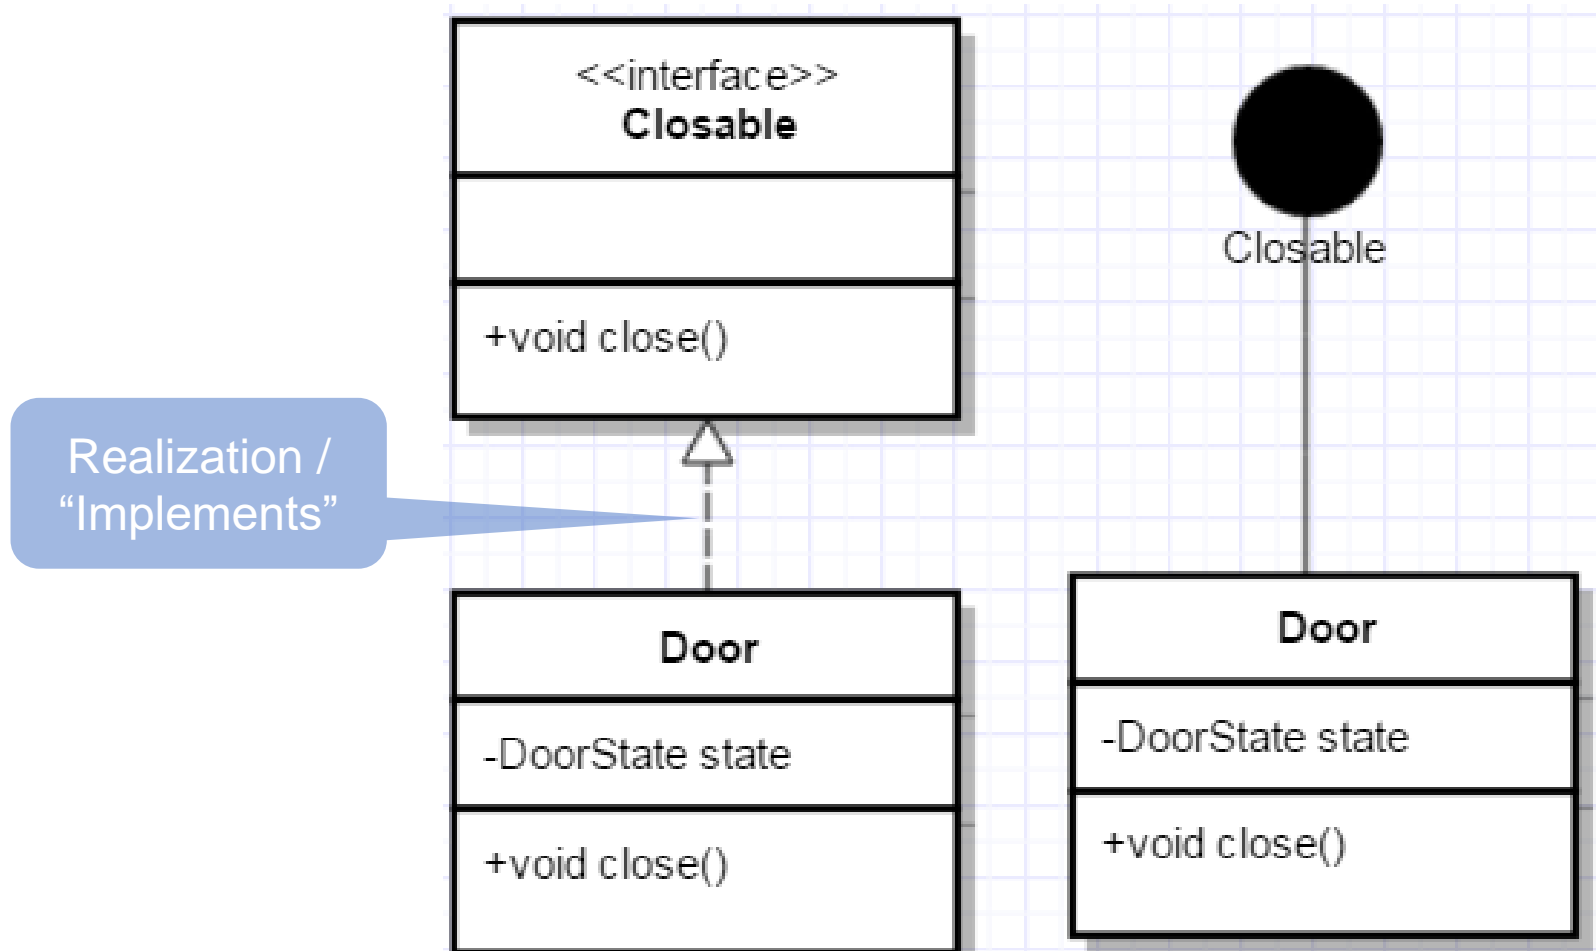 <<interface>>
Closable
+void close()
Realization /
“Implements”
Door
-DoorState state
+void close()
Closable
Door
-DoorState state
+void close()